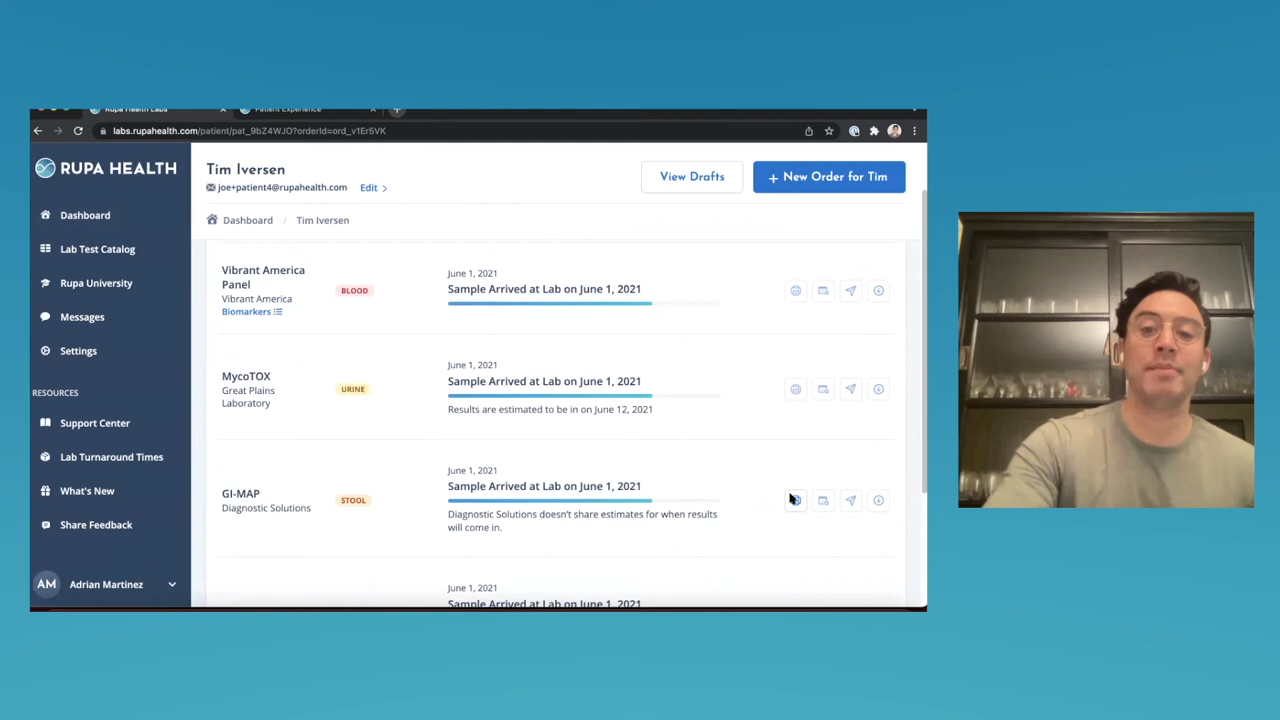 Rupa Health Labs
Patient Experience
labs.rupahealth.com/patient/pat_9bZ4WJO?orderId=ord_v1Er5VK
RUPA HEALTH
Dashboard
Lab Test Catalog
Rupa University
Messages
Settings
RESOURCES
Support Center
Lab Turnaround Times
What's New
Share Feedback
AM Adrian Martinez
Tim Iversen
joe+patient4@rupahealth.com Edit >
View Drafts
+ New Order for Tim
Dashboard / Tim Iversen
Vibrant America
Panel
Vibrant America
Biomarkers
BLOOD
June 1, 2021
Sample Arrived at Lab on June 1, 2021
MycoTOX
Great Plains
Laboratory
URINE
June 1, 2021
Sample Arrived at Lab on June 1, 2021
Results are estimated to be in on June 12, 2021
GI-MAP
Diagnostic Solutions
STOOL
June 1, 2021
Sample Arrived at Lab on June 1, 2021
Diagnostic Solutions doesn't share estimates for when results
will come in.
June 1, 2021
Sample Arrived at Lab on June 1, 2021